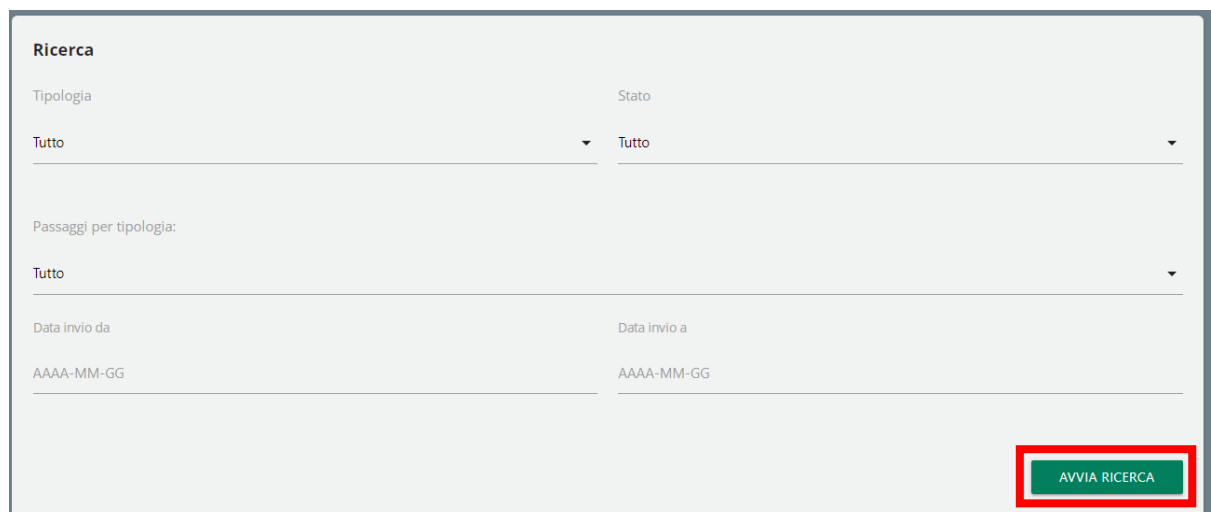 Ricerca
Tipologia
Stato
Tutto
Tutto
Passaggi per tipologia:
Tutto
Data invio da
Data invio a
AAAA-MM-GG
AAAA-MM-GG
AVVIA RICERCA